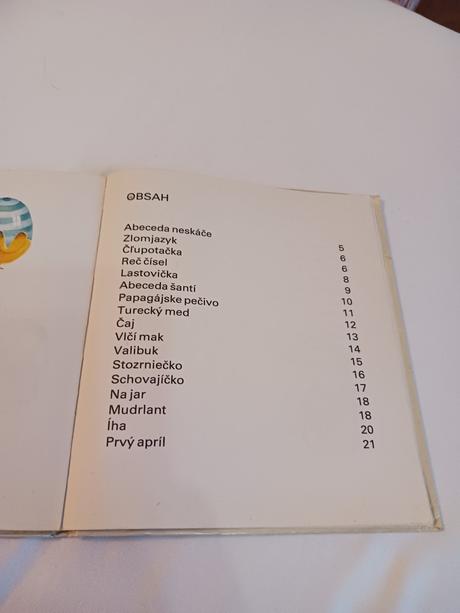 OBSAH
Abeceda neskáče 5
Zlomjazyk 6
Čľupotačka 6
Reč čísel 8
Lastovička 9
Abeceda šantí 10
Papagájske pečivo 11
Turecký med 12
Čaj 13
Vlčí mak 14
Valibuk 15
Stozrniečko 16
Schovajíčko 17
Na jar 18
Mudrlant 18
Íha 20
Prvý apríl 21